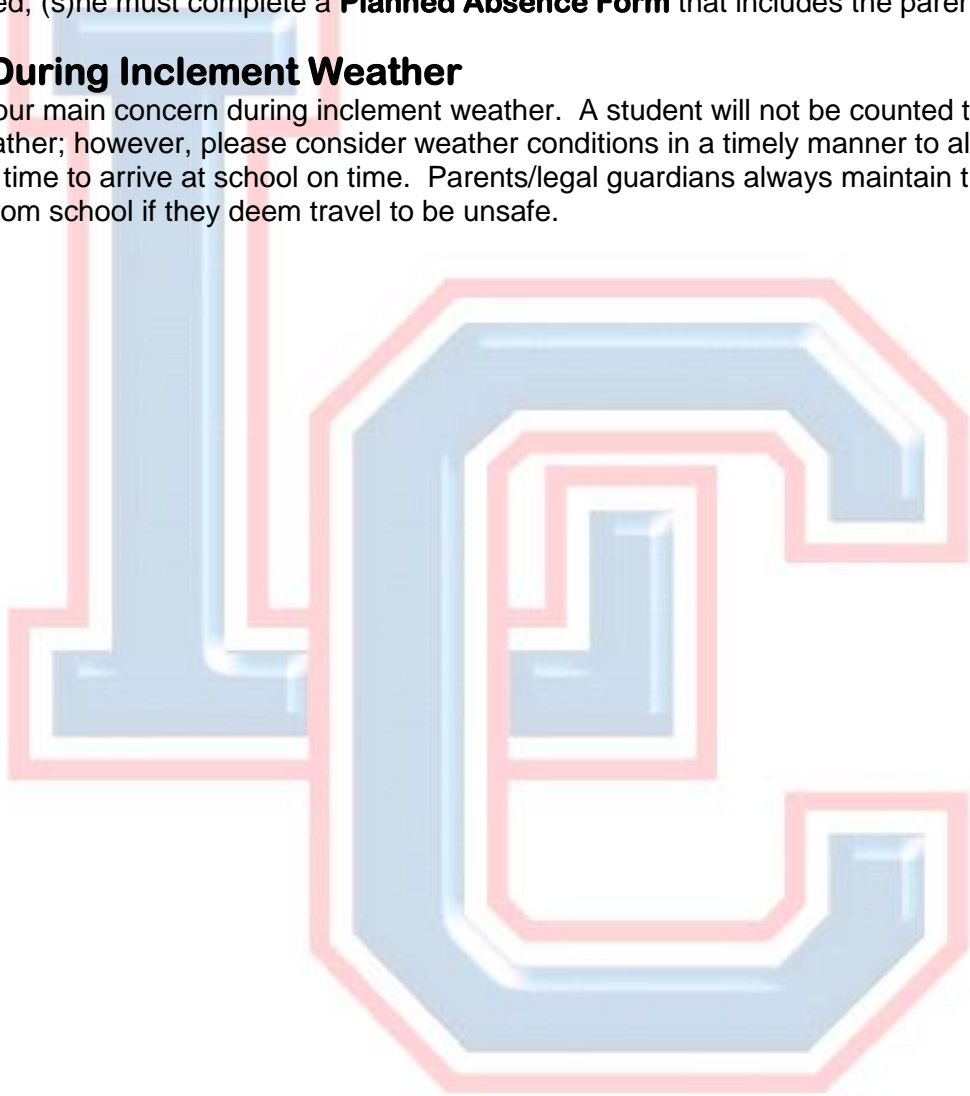 ed, (s)he must complete a Planned Absence Form that includes the paren
During Inclement Weather
our main concern during inclement weather.  A student will not be counted t
ather; however, please consider weather conditions in a timely manner to al
time to arrive at school on time.  Parents/legal guardians always maintain t
om school if they deem travel to be unsafe.
LC